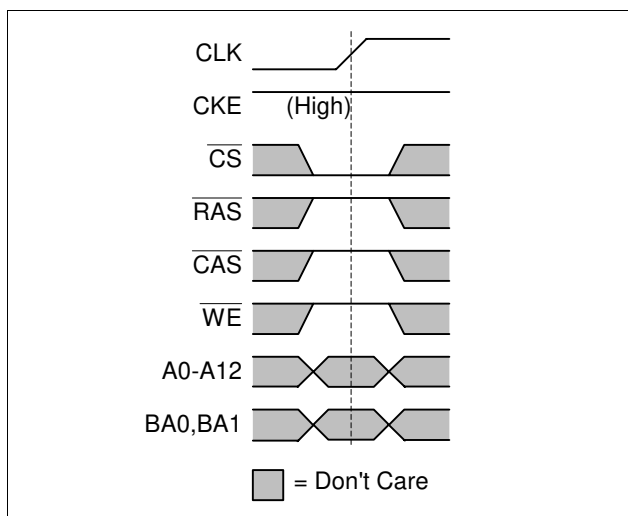 CLK
CKE (High)
CS
RAS
CAS
WE
A0-A12
BA0,BA1
= Don't Care